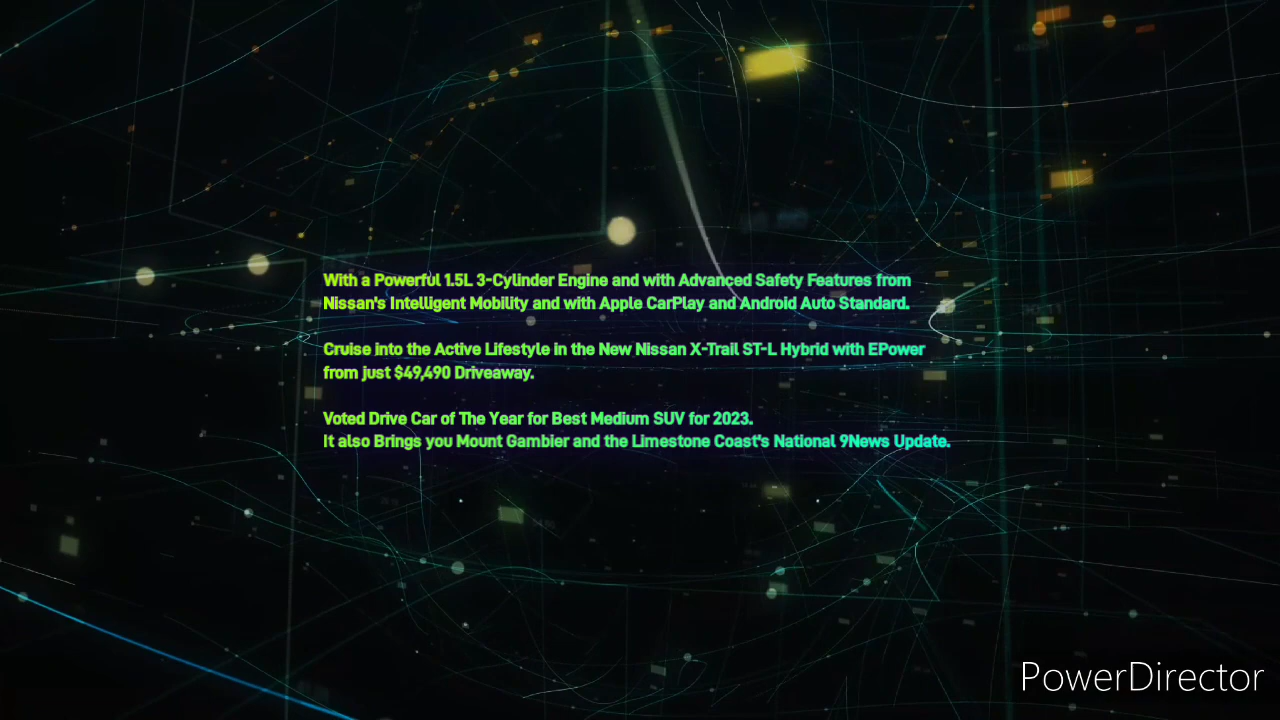 With a Powerful 1.5L 3-Cylinder Engine and with Advanced Safety Features from
Nissan's Intelligent Mobility and with Apple CarPlay and Android Auto Standard.
Cruise into the Active Lifestyle in the New Nissan X-Trail ST-L Hybrid with EPower
from just $49,490 Driveaway.
Voted Drive Car of The Year for Best Medium SUV for 2023.
It also Brings you Mount Gambier and the Limestone Coast's National 9News Update.
PowerDirector